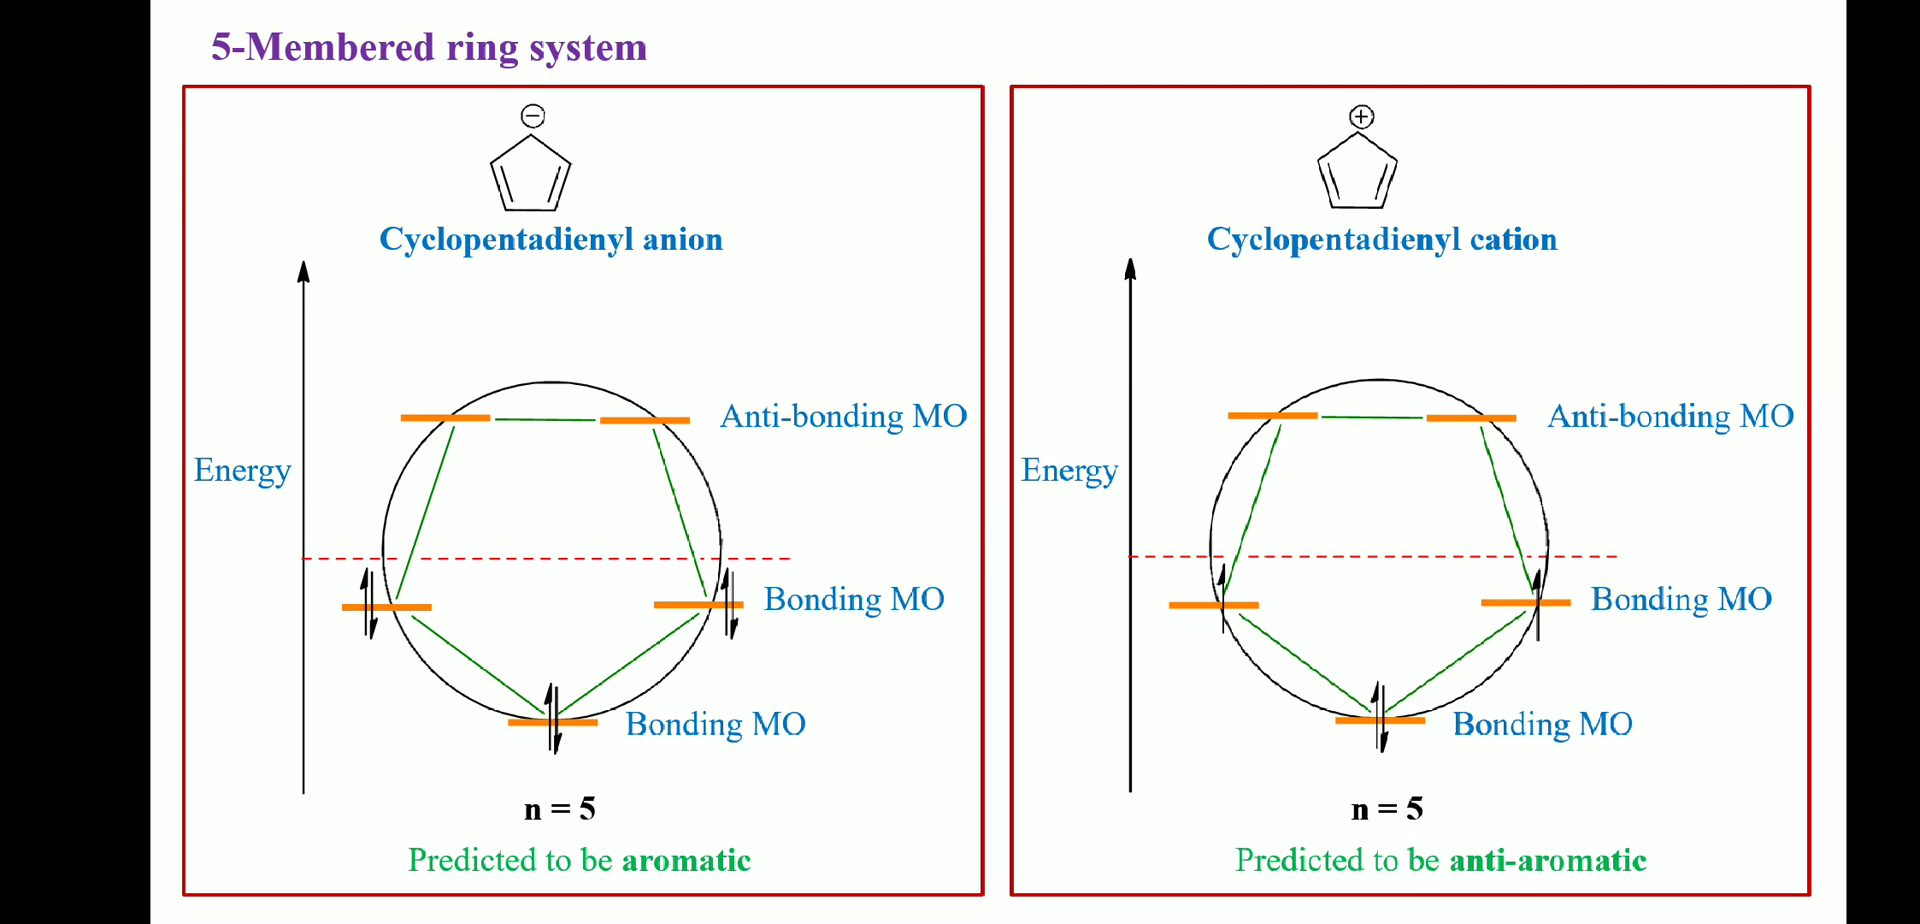 5-Membered ring system
⊖
Cyclopentadienyl anion
Anti-bonding MO
Energy
Bonding MO
Bonding MO
n = 5
Predicted to be aromatic
⊕
Cyclopentadienyl cation
Anti-bonding MO
Energy
Bonding MO
Bonding MO
n = 5
Predicted to be anti-aromatic